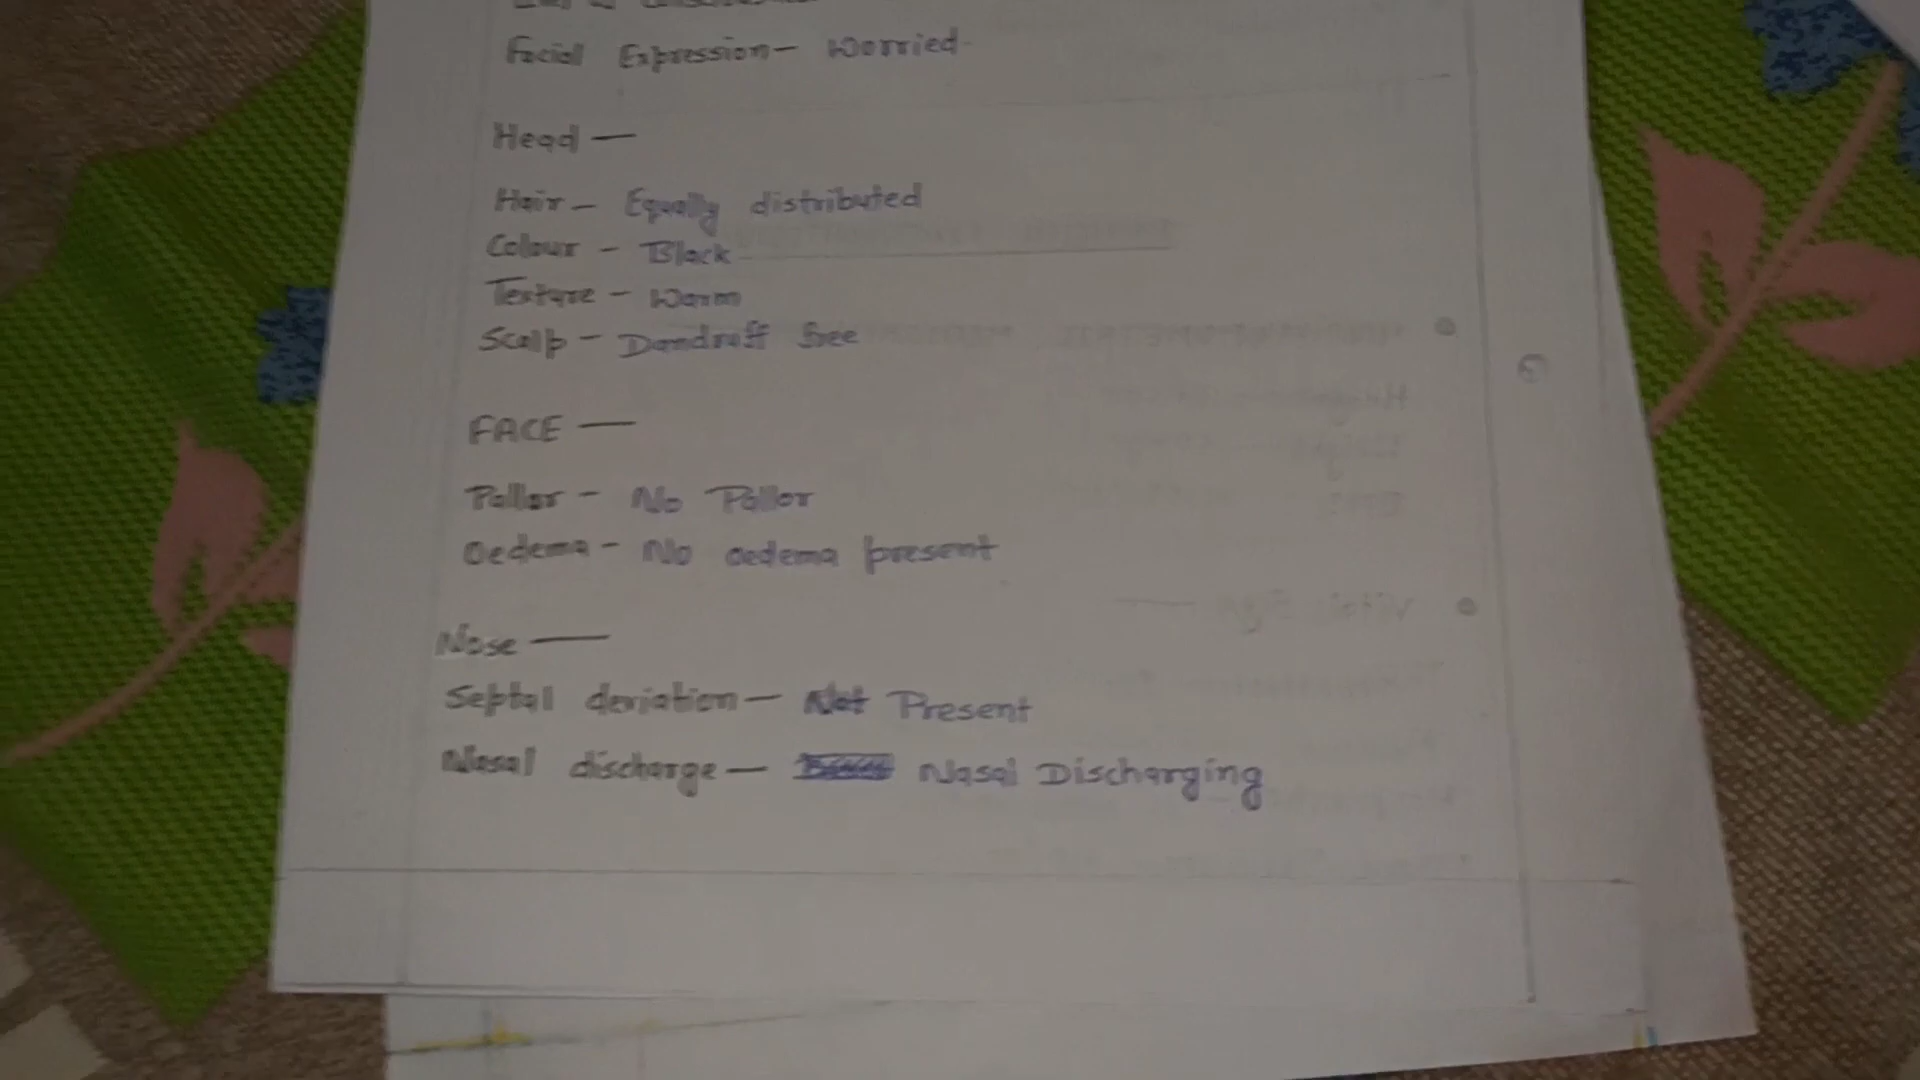 Facial Expression - Worried
Head —
Hair - Equally distributed
Colour - Black
Texture - Warm
Scalp - Dandruff free
FACE —
Pallor - No Pallor
Oedema - No oedema present
Nose —
Septal deviation - Not Present
Nasal discharge - Nasal Discharging